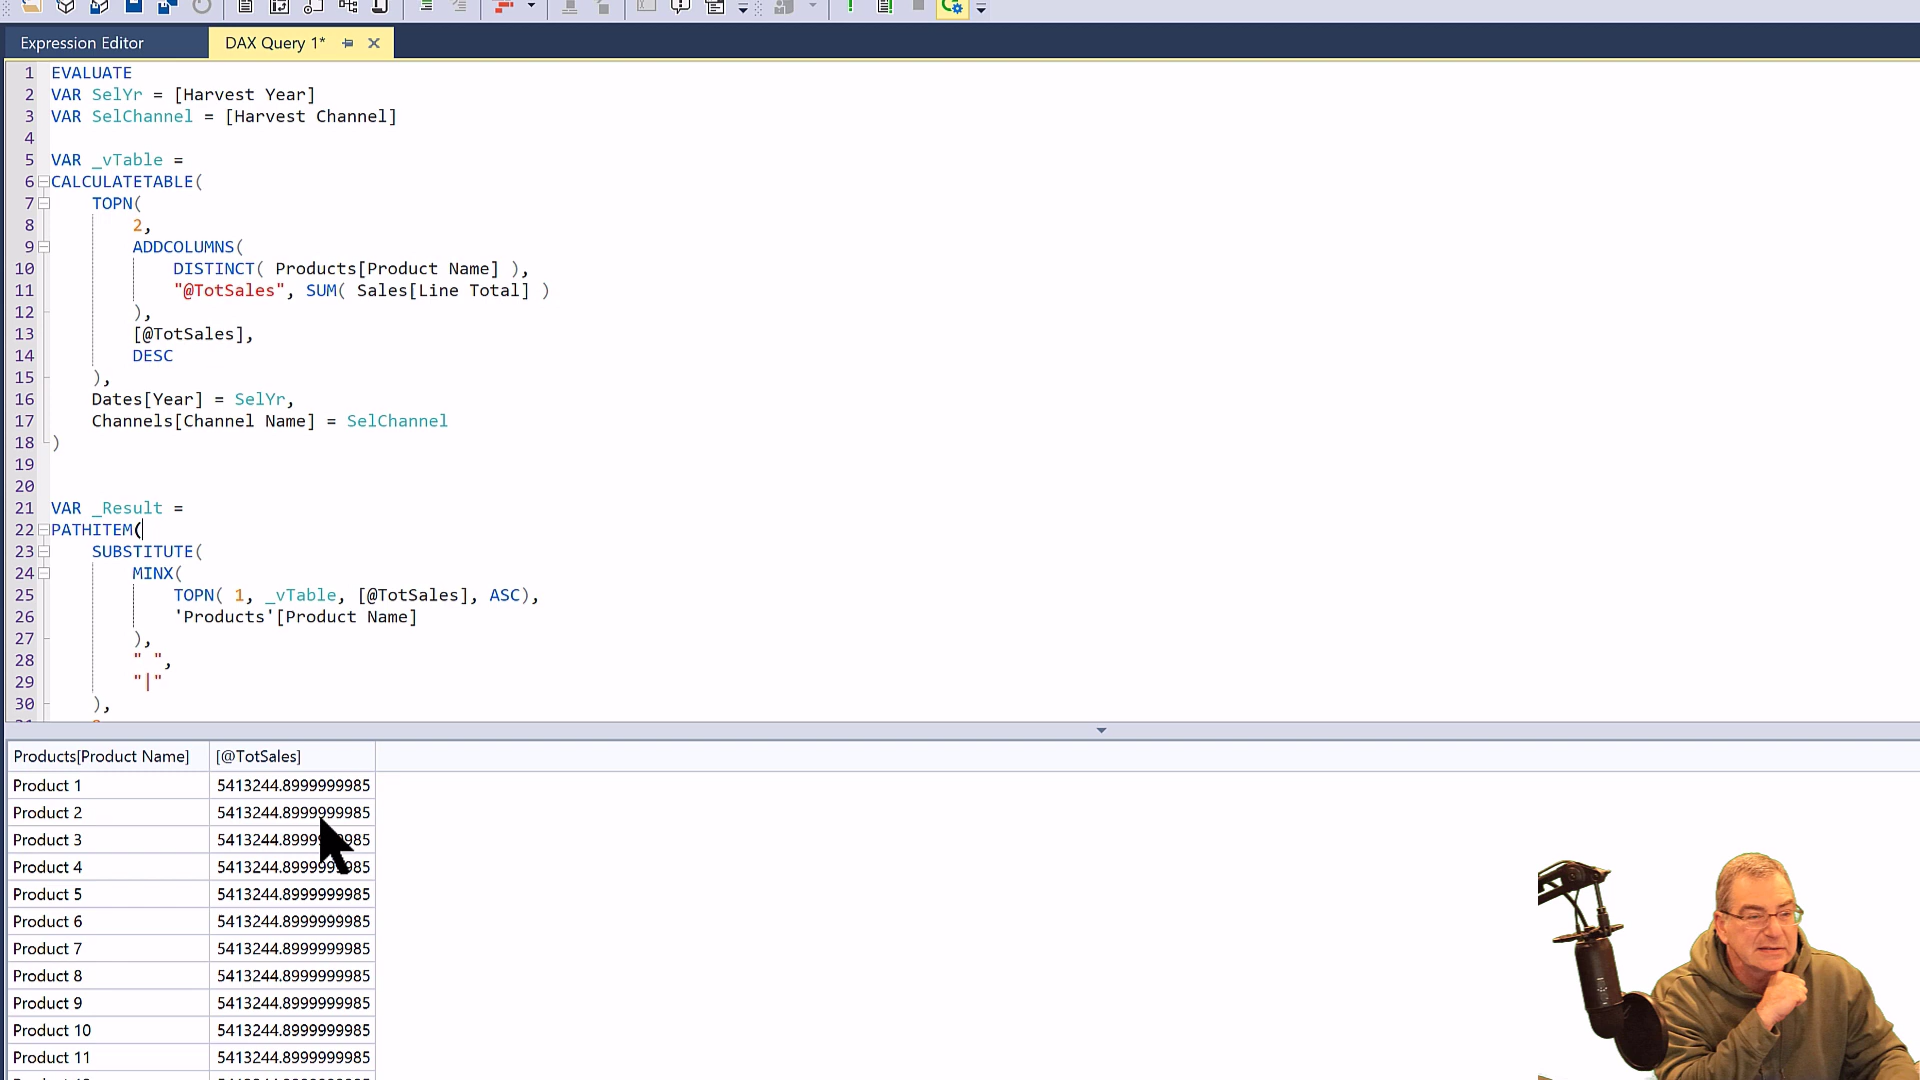 Expression Editor
DAX Query 1*
1 EVALUATE
2 VAR SelYr = [Harvest Year]
3 VAR SelChannel = [Harvest Channel]
4
5 VAR _vTable =
6 CALCULATETABLE(
7 TOPN(
8 2,
9 ADDCOLUMNS(
10 DISTINCT( Products[Product Name] ),
11 "@TotSales", SUM( Sales[Line Total] )
12 ),
13 [@TotSales],
14 DESC
15 ),
16 Dates[Year] = SelYr,
17 Channels[Channel Name] = SelChannel
18 )
19
20
21 VAR _Result =
22 PATHITEM(
23 SUBSTITUTE(
24 MINX(
25 TOPN( 1, _vTable, [@TotSales], ASC),
26 'Products'[Product Name]
27 ),
28 " ",
29 "|"
30 ),
Products[Product Name] [@TotSales]
Product 1 5413244.8999999985
Product 2 5413244.8999999985
Product 3 5413244.8999999985
Product 4 5413244.8999999985
Product 5 5413244.8999999985
Product 6 5413244.8999999985
Product 7 5413244.8999999985
Product 8 5413244.8999999985
Product 9 5413244.8999999985
Product 10 5413244.8999999985
Product 11 5413244.8999999985